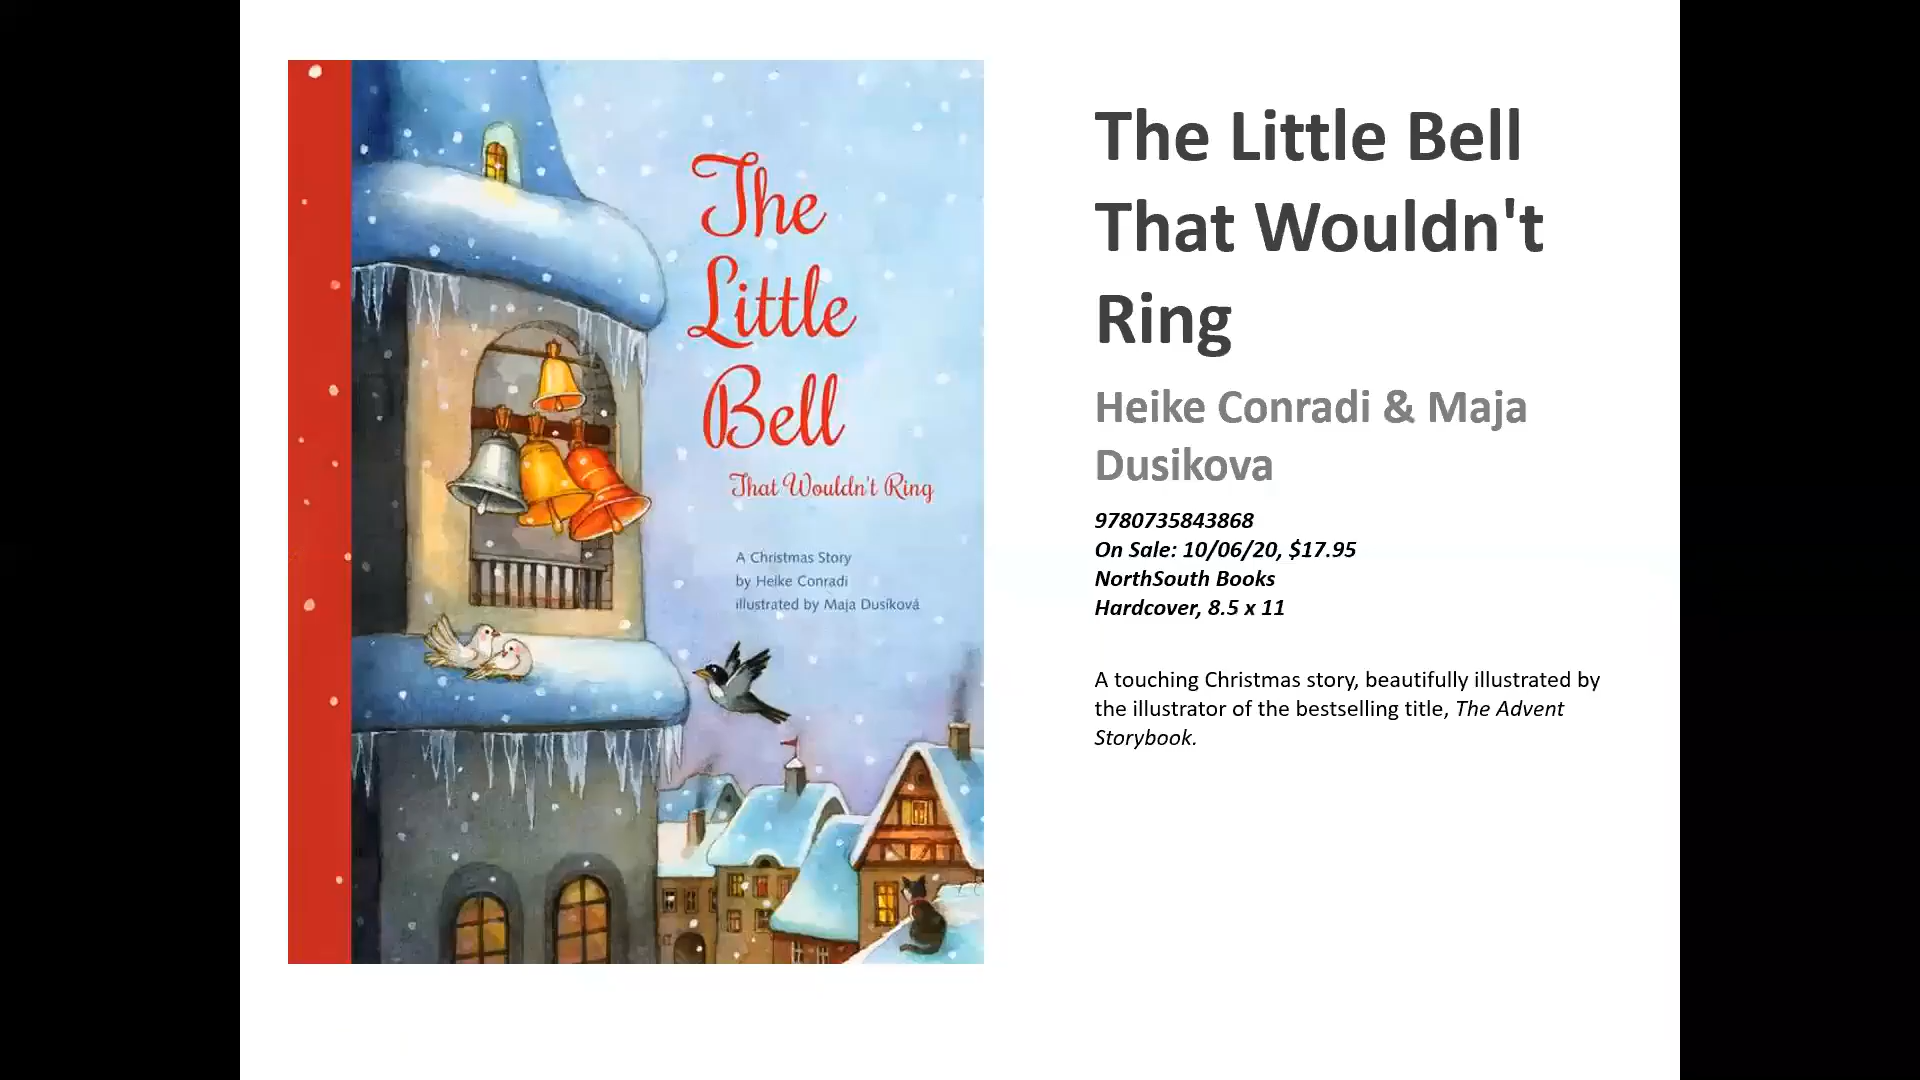 The
Little
Bell
That Wouldn't Ring
A Christmas Story
by Heike Conradi
illustrated by Maja Dusíková
The Little Bell
That Wouldn't
Ring
Heike Conradi & Maja
Dusikova
9780735843868
On Sale: 10/06/20, $17.95
NorthSouth Books
Hardcover, 8.5 x 11
A touching Christmas story, beautifully illustrated by
the illustrator of the bestselling title, The Advent
Storybook.